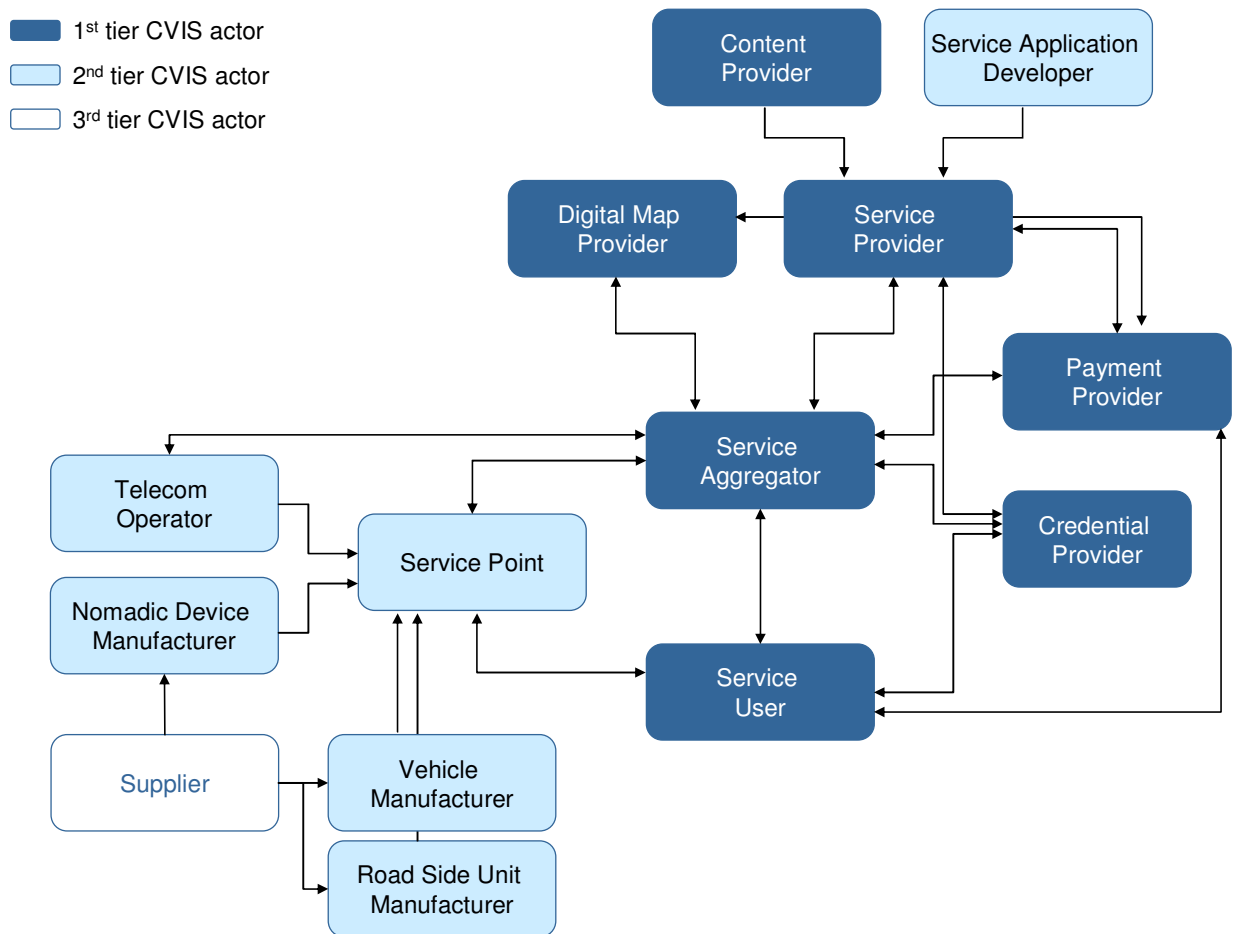 1st tier CVIS actor
2nd tier CVIS actor
3rd tier CVIS actor
Content
Provider
Service Application
Developer
Digital Map
Provider
Service
Provider
Payment
Provider
Service
Aggregator
Telecom
Operator
Service Point
Credential
Provider
Nomadic Device
Manufacturer
Service
User
Supplier
Vehicle
Manufacturer
Road Side Unit
Manufacturer